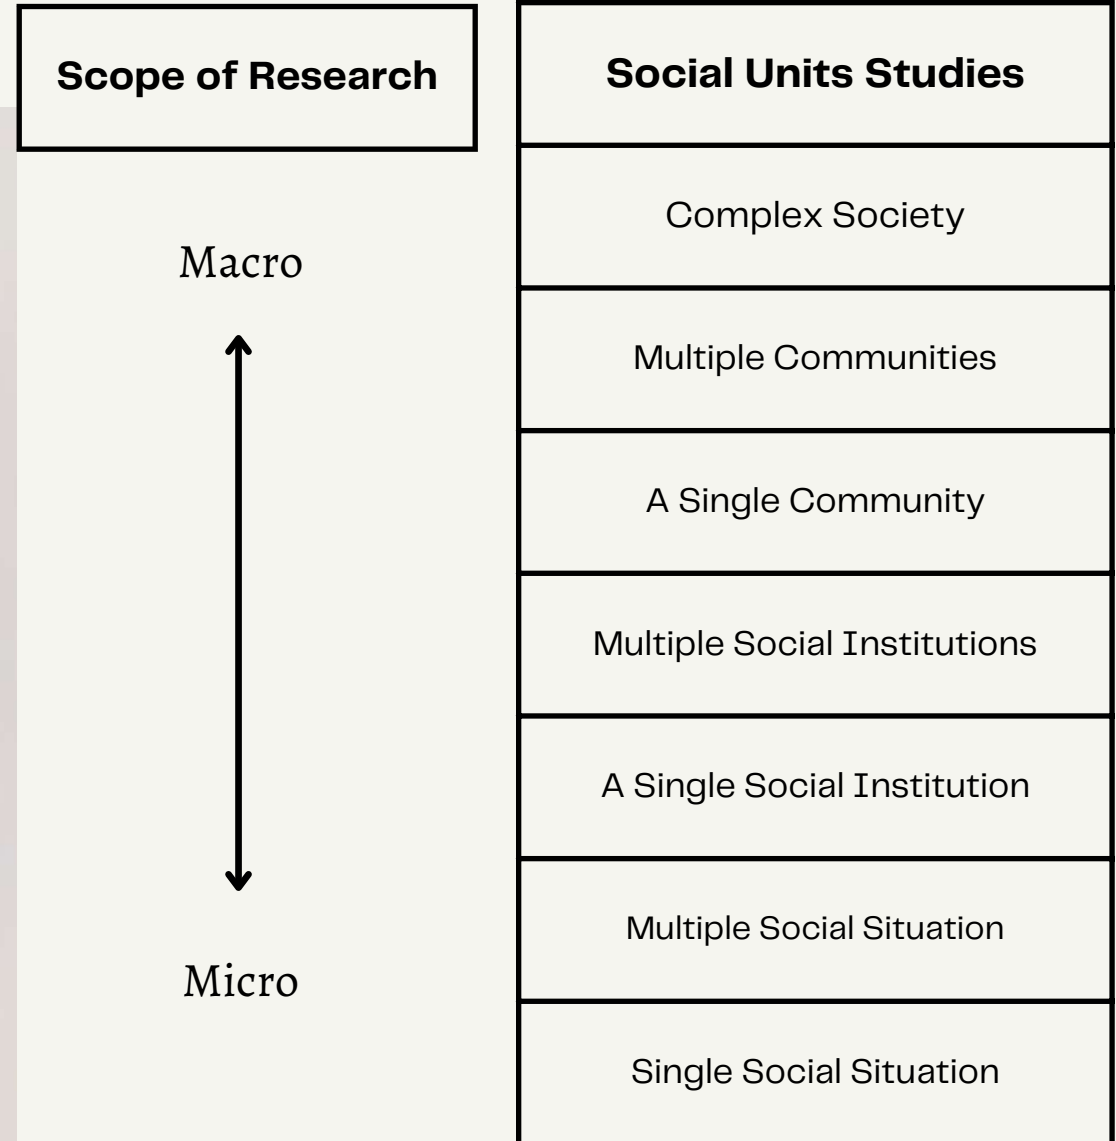 Scope of Research
Social Units Studies
Macro
Micro
Complex Society
Multiple Communities
A Single Community
Multiple Social Institutions
A Single Social Institution
Multiple Social Situation
Single Social Situation